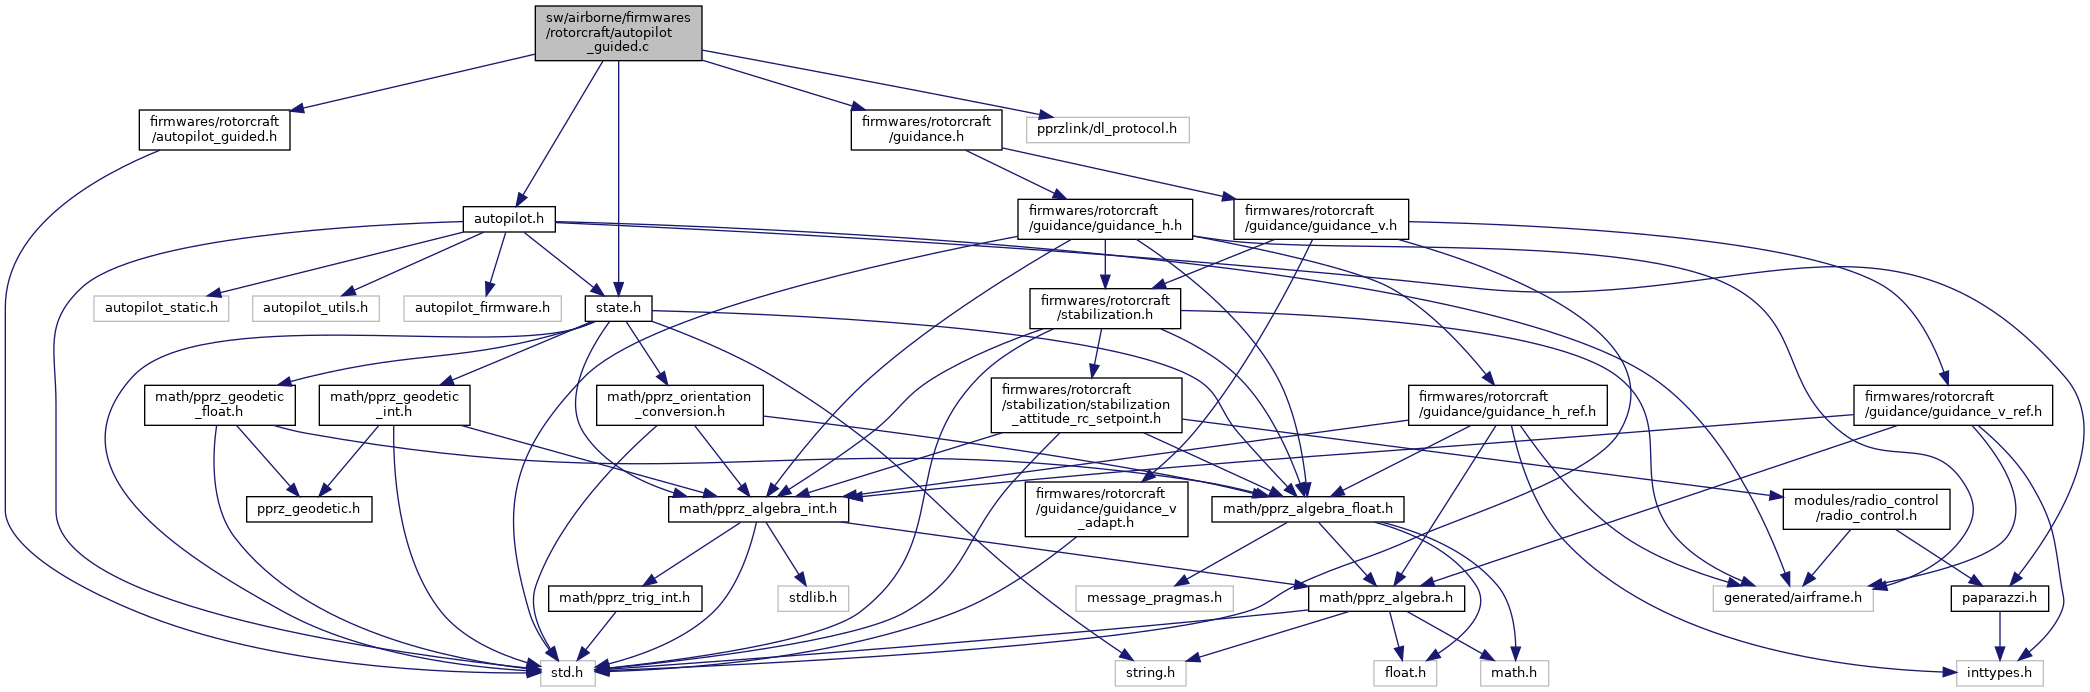 sw/airborne/firmwares
/rotorcraft/autopilot
_guided.c
firmwares/rotorcraft
/autopilot_guided.h
firmwares/rotorcraft
/guidance.h
pprzlink/dl_protocol.h
autopilot.h
firmwares/rotorcraft
/guidance/guidance_h.h
firmwares/rotorcraft
/guidance/guidance_v.h
autopilot_static.h
autopilot_utils.h
autopilot_firmware.h
state.h
firmwares/rotorcraft
/stabilization.h
math/pprz_geodetic
_float.h
math/pprz_geodetic
_int.h
math/pprz_orientation
_conversion.h
firmwares/rotorcraft
/stabilization/stabilization
_attitude_rc_setpoint.h
firmwares/rotorcraft
/guidance/guidance_h_ref.h
firmwares/rotorcraft
/guidance/guidance_v_ref.h
pprz_geodetic.h
math/pprz_algebra_int.h
firmwares/rotorcraft
/guidance/guidance_v
_adapt.h
math/pprz_algebra_float.h
modules/radio_control
/radio_control.h
math/pprz_trig_int.h
stdlib.h
message_pragmas.h
math/pprz_algebra.h
generated/airframe.h
paparazzi.h
std.h
string.h
float.h
math.h
inttypes.h